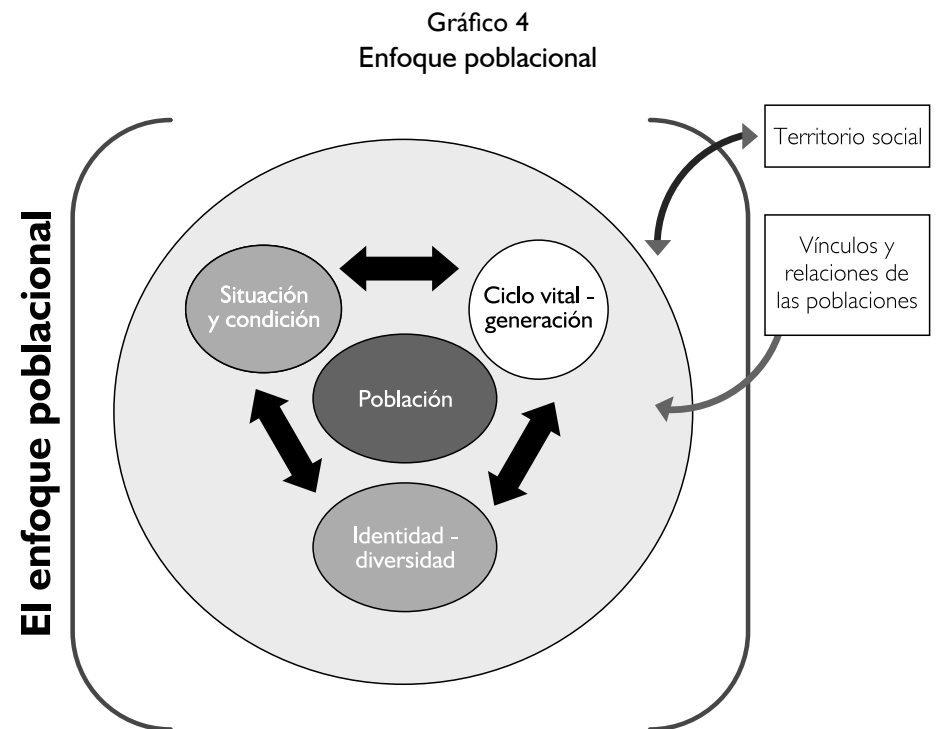 Gráfico 4
Enfoque poblacional
El enfoque poblacional
Territorio social
Vínculos y
relaciones de
las poblaciones
Situación
y condición
Ciclo vital -
generación
Población
Identidad -
diversidad